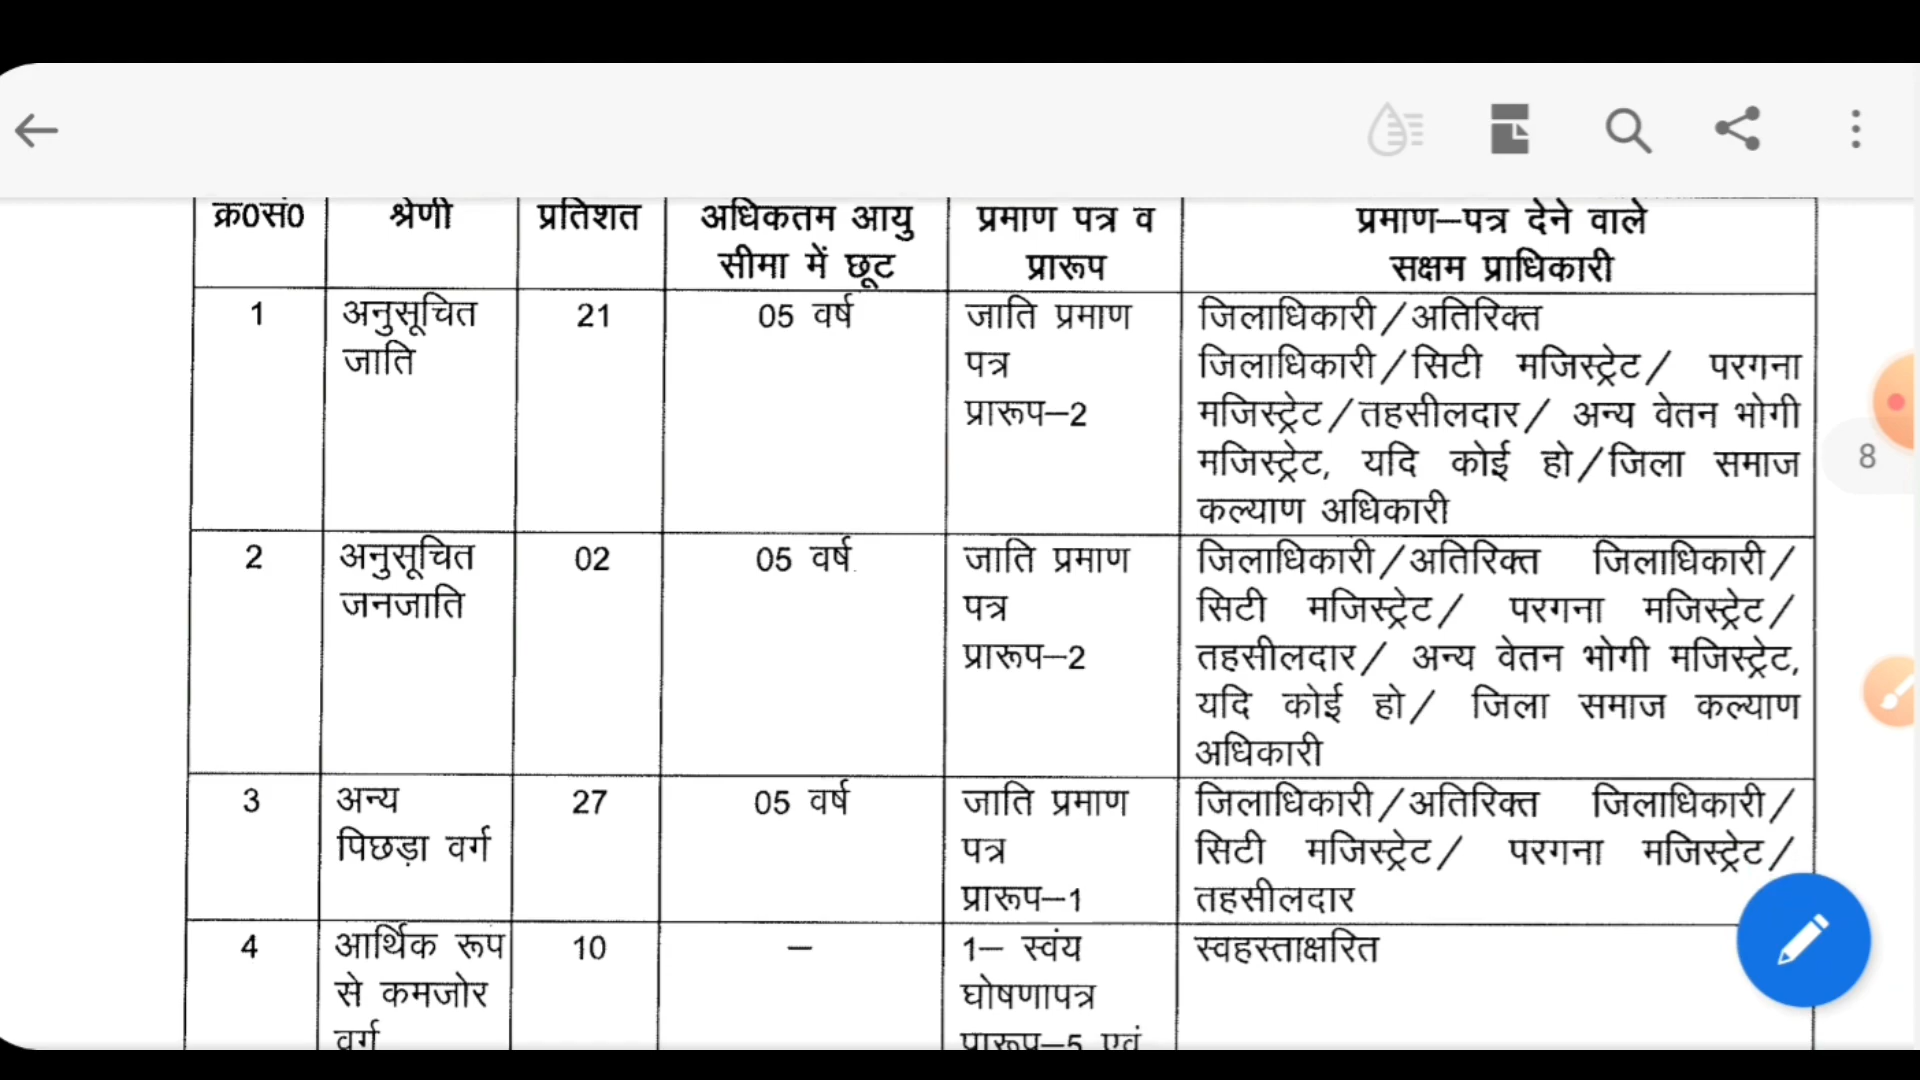 क्र0सं0 श्रेणी प्रतिशत अधिकतम आयु सीमा में छूट प्रमाण पत्र व प्रारूप प्रमाण–पत्र देने वाले सक्षम प्राधिकारी
1
अनुसूचित
जाति
21
05 वर्ष
जाति प्रमाण
पत्र
प्रारूप–2
जिलाधिकारी/अतिरिक्त
जिलाधिकारी/सिटी मजिस्ट्रेट/ परगना
मजिस्ट्रेट/तहसीलदार/ अन्य वेतन भोगी
मजिस्ट्रेट, यदि कोई हो/जिला समाज
कल्याण अधिकारी
8
2
अनुसूचित
जनजाति
02
05 वर्ष
जाति प्रमाण
पत्र
प्रारूप–2
जिलाधिकारी/अतिरिक्त जिलाधिकारी/
सिटी मजिस्ट्रेट/ परगना मजिस्ट्रेट/
तहसीलदार/ अन्य वेतन भोगी मजिस्ट्रेट,
यदि कोई हो/ जिला समाज कल्याण
अधिकारी
3
अन्य
पिछड़ा वर्ग
27
05 वर्ष
जाति प्रमाण
पत्र
प्रारूप–1
जिलाधिकारी/अतिरिक्त जिलाधिकारी/
सिटी मजिस्ट्रेट/ परगना मजिस्ट्रेट/
तहसीलदार
4
आर्थिक रूप
से कमजोर
वर्ग
10
–
1– स्वंय
घोषणापत्र
प्रारूप–5 एवं
स्वहस्ताक्षरित